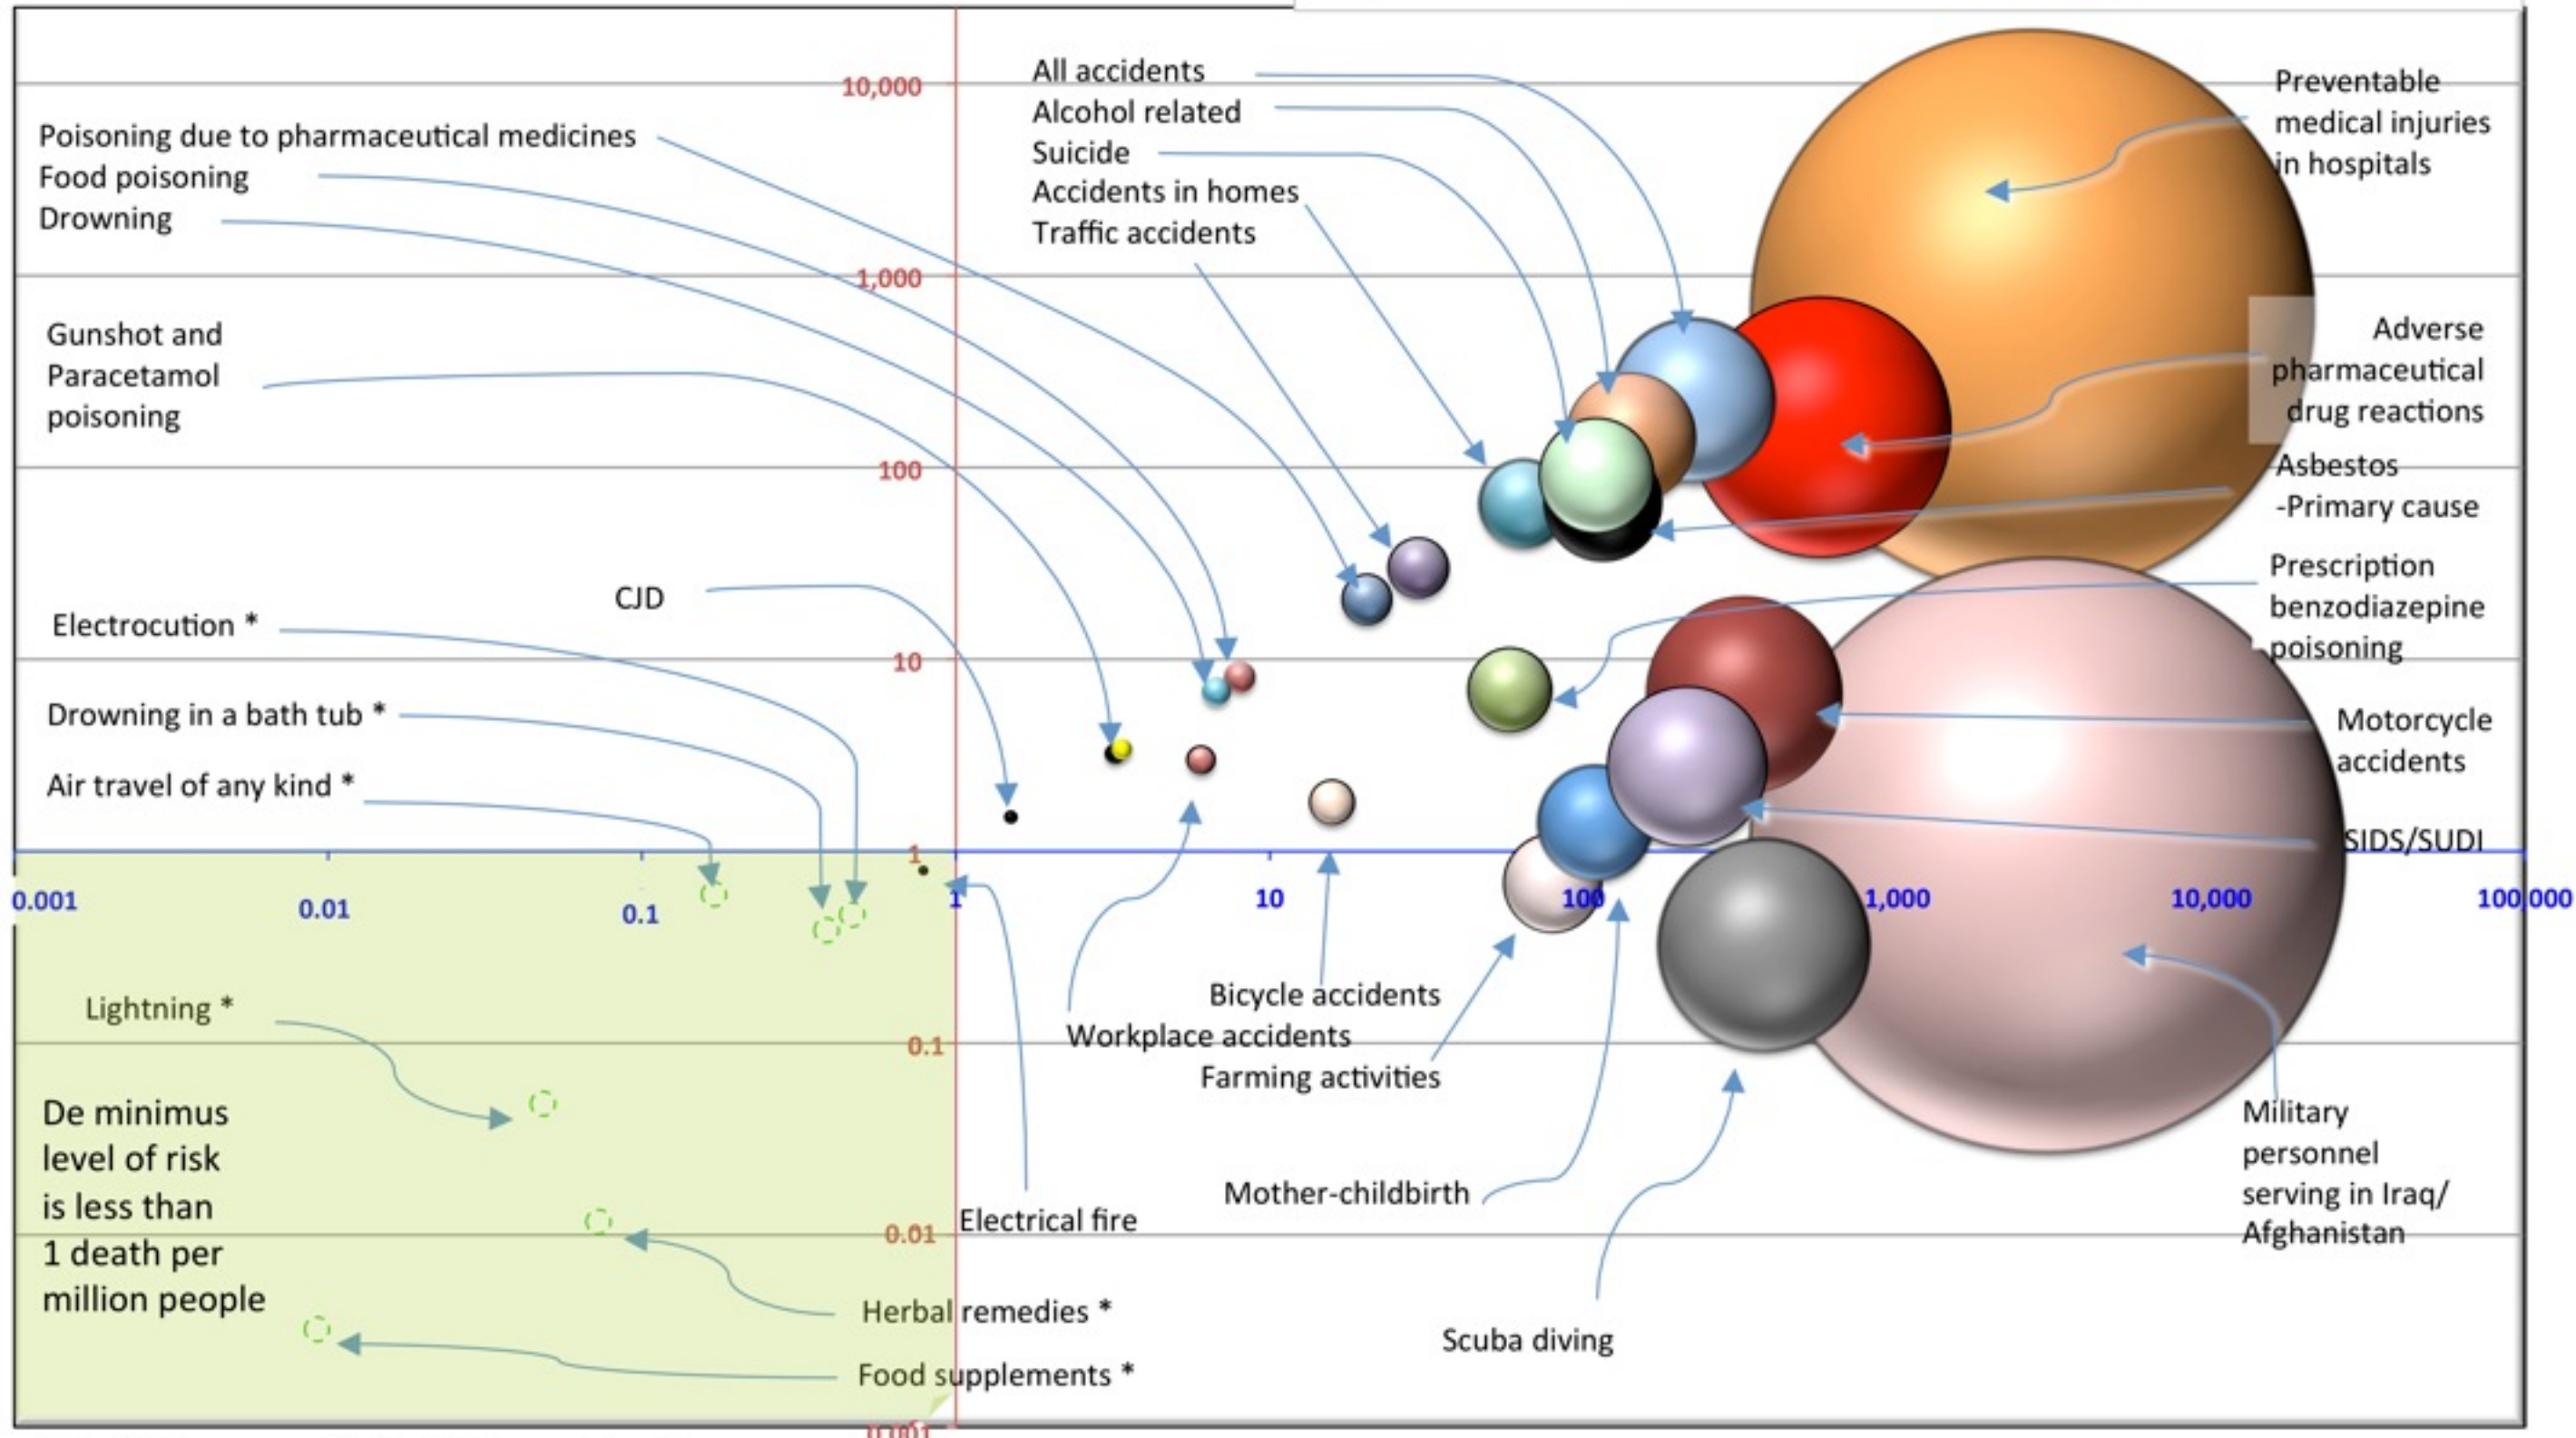 10,000
1,000
100
10
1
0.1
0.01
0.001
0.001
0.01
0.1
1
10
100
1,000
10,000
100,000
Poisoning due to pharmaceutical medicines
Food poisoning
Drowning
Gunshot and
Paracetamol
poisoning
CJD
Electrocution *
Drowning in a bath tub *
Air travel of any kind *
All accidents
Alcohol related
Suicide
Accidents in homes
Traffic accidents
Preventable
medical injuries
in hospitals
Adverse
pharmaceutical
drug reactions
Asbestos
-Primary cause
Prescription
benzodiazepine
poisoning
Motorcycle
accidents
SIDS/SUDI
Military
personnel
serving in Iraq/
Afghanistan
Lightning *
De minimus
level of risk
is less than
1 death per
million people
Bicycle accidents
Workplace accidents
Farming activities
Mother-childbirth
Electrical fire
Herbal remedies *
Food supplements *
Scuba diving